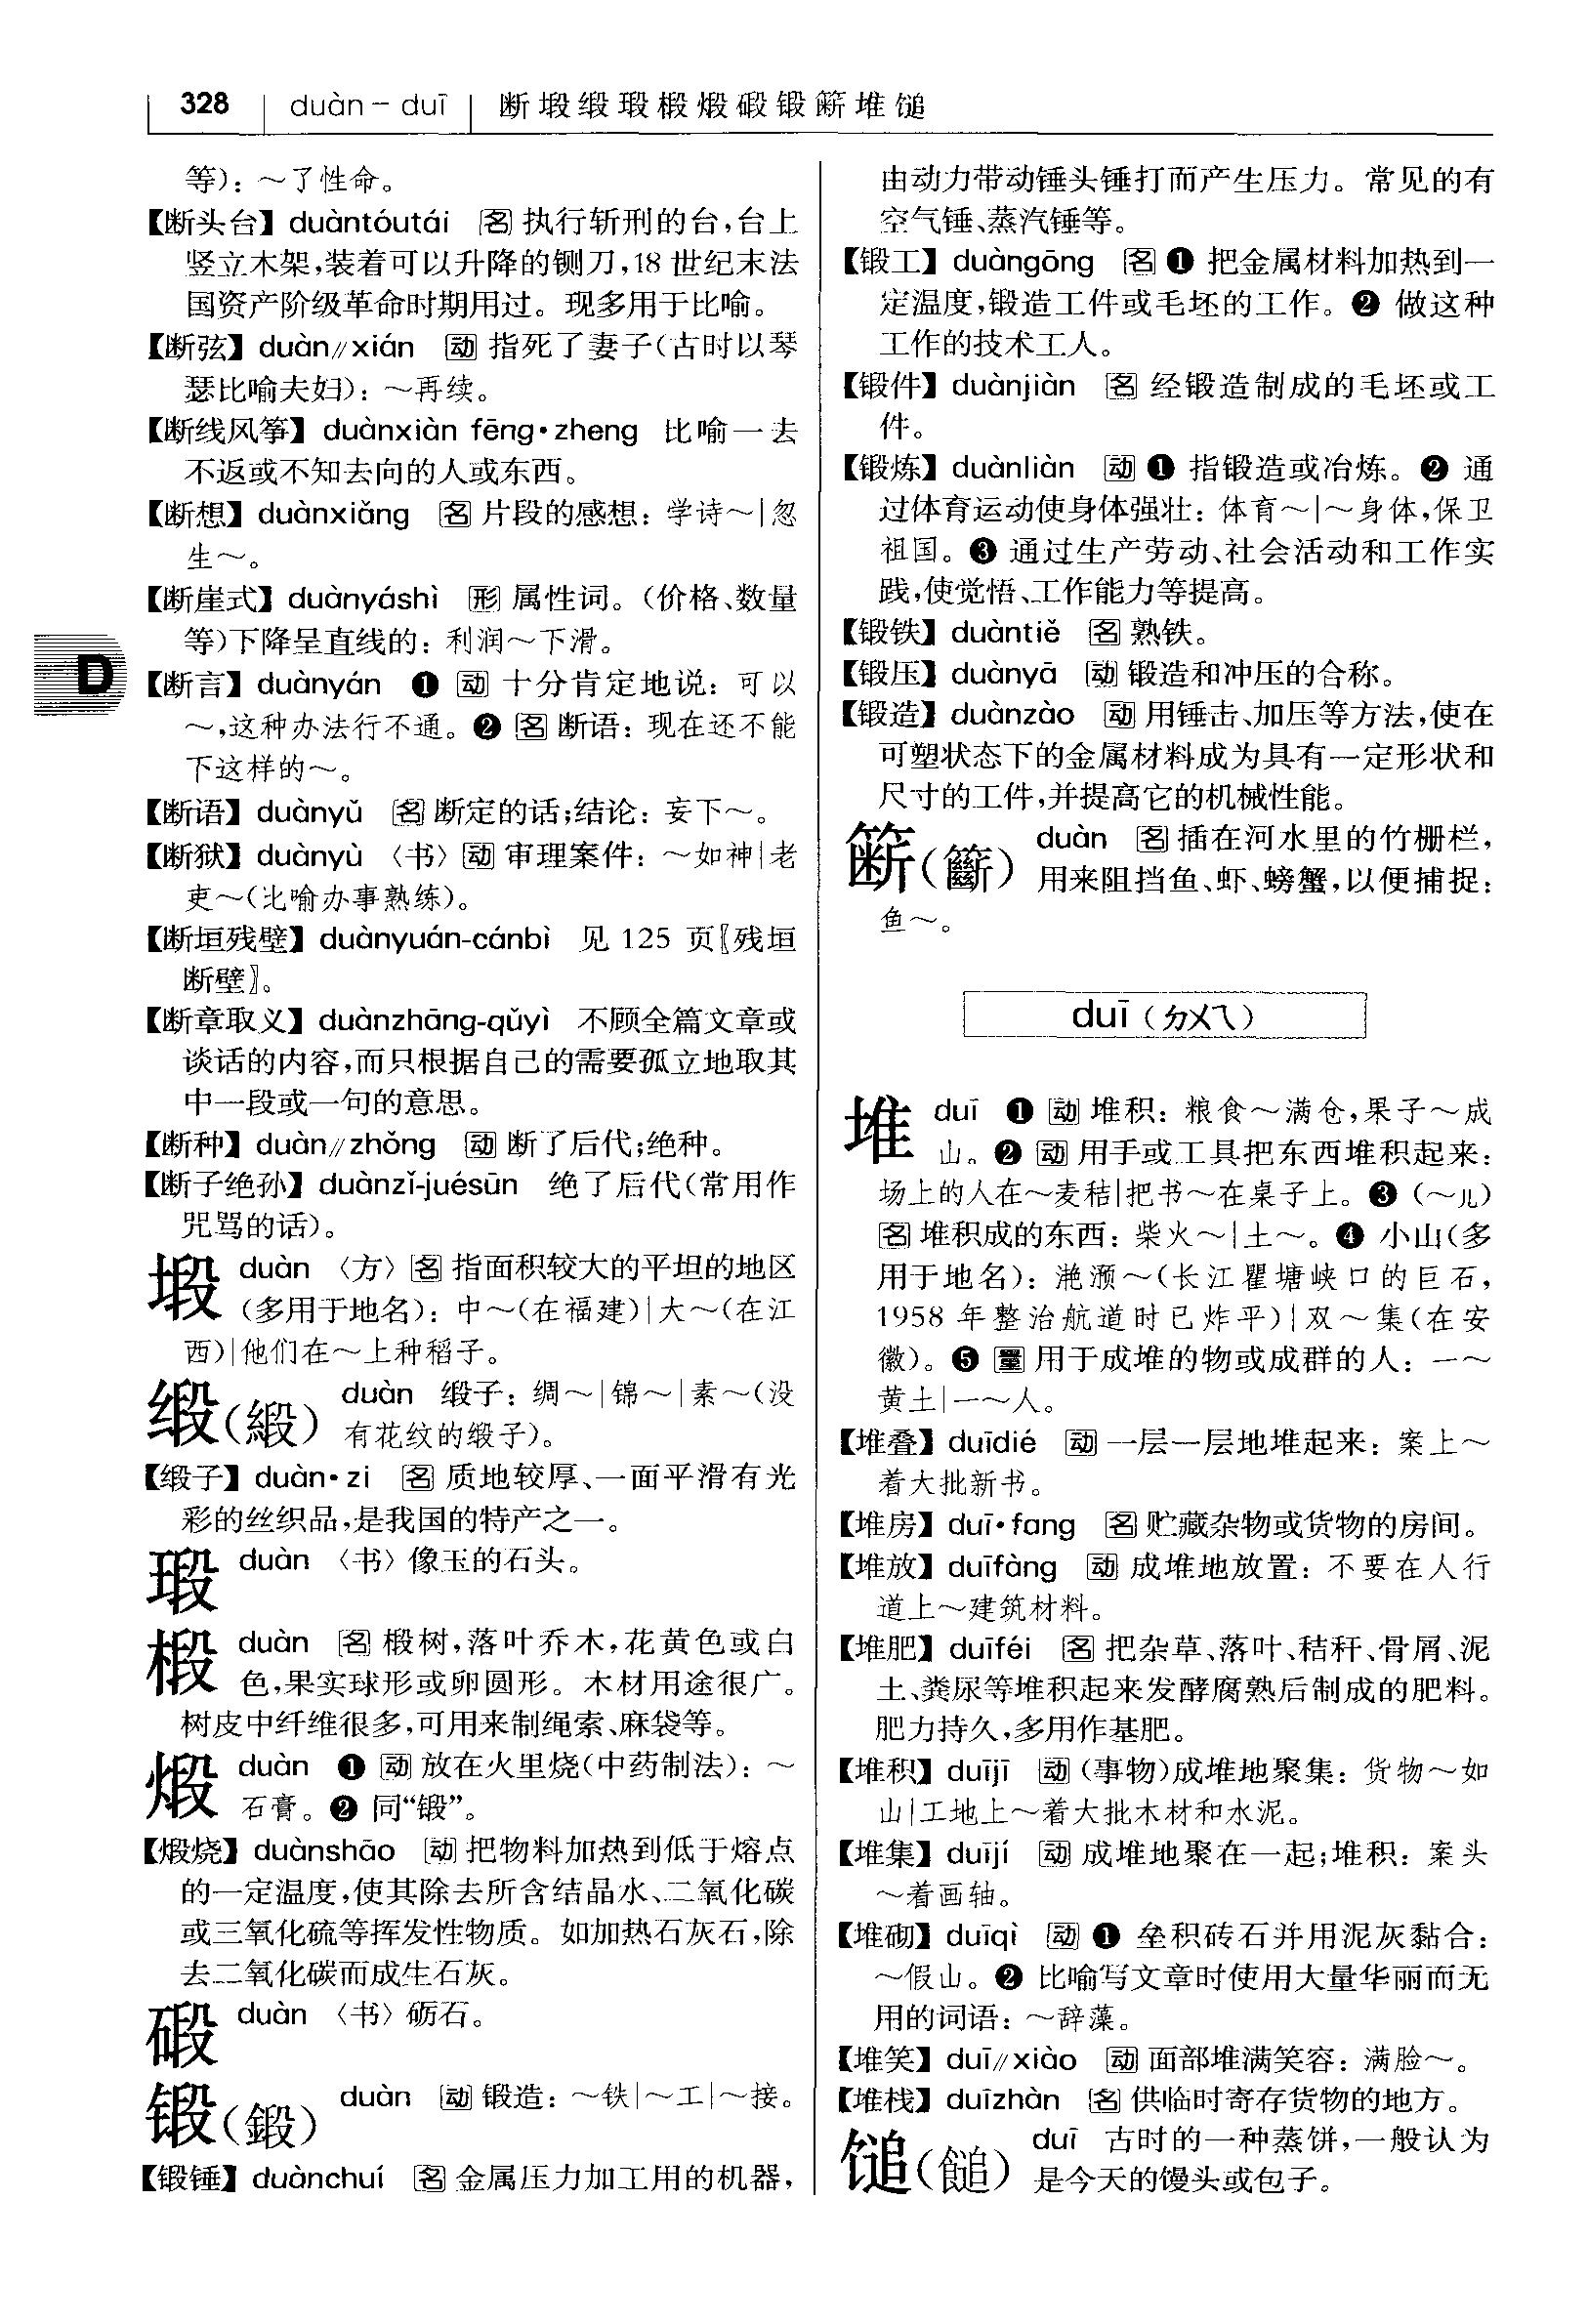 328 duàn – duī 断塅缎瑖椴煅碫锻簖堆𫗰
等)：～了性命。
【断头台】duàntóutái 名 执行斩刑的台,台上
竖立木架,装着可以升降的铡刀,18世纪末法
国资产阶级革命时期用过。现多用于比喻。
【断弦】duàn//xián 动 指死了妻子(古时以琴
瑟比喻夫妇)：～再续。
【断线风筝】duànxiàn fēng·zheng 比喻一去
不返或不知去向的人或东西。
【断想】duànxiǎng 名 片段的感想：学诗～|忽
生～。
【断崖式】duànyáshì 形 属性词。(价格、数量
等)下降呈直线的：利润～下滑。
D
【断言】duànyán ❶ 动 十分肯定地说：可以
～,这种办法行不通。❷ 名 断语：现在还不能
下这样的～。
【断语】duànyǔ 名 断定的话;结论：妄下～。
【断狱】duànyù 〈书〉动 审理案件：～如神|老
吏～(比喻办事熟练)。
【断垣残壁】duànyuán-cánbì 见 125 页〖残垣
断壁〗。
【断章取义】duànzhāng-qǔyì 不顾全篇文章或
谈话的内容,而只根据自己的需要孤立地取其
中一段或一句的意思。
【断种】duàn//zhǒng 动 断了后代;绝种。
【断子绝孙】duànzǐ-juésūn 绝了后代(常用作
咒骂的话)。
塅 duàn 〈方〉名 指面积较大的平坦的地区
(多用于地名)：中～(在福建)|大～(在江
西)|他们在～上种稻子。
缎(緞) duàn 缎子：绸～|锦～|素～(没
有花纹的缎子)。
【缎子】duàn·zi 名 质地较厚、一面平滑有光
彩的丝织品,是我国的特产之一。
瑖 duàn 〈书〉像玉的石头。
椴 duàn 名 椴树,落叶乔木,花黄色或白
色,果实球形或卵圆形。木材用途很广。
树皮中纤维很多,可用来制绳索、麻袋等。
煅 duàn ❶ 动 放在火里烧(中药制法)：～
石膏。❷ 同“锻”。
【煅烧】duànshāo 动 把物料加热到低于熔点
的一定温度,使其除去所含结晶水、二氧化碳
或三氧化硫等挥发性物质。如加热石灰石,除
去二氧化碳而成生石灰。
碫 duàn 〈书〉砺石。
锻(鍛) duàn 动 锻造：～铁|～工|～接。
【锻锤】duànchuí 名 金属压力加工用的机器,
由动力带动锤头锤打而产生压力。常见的有
空气锤、蒸汽锤等。
【锻工】duàngōng 名 ❶ 把金属材料加热到一
定温度,锻造工件或毛坯的工作。❷ 做这种
工作的技术工人。
【锻件】duànjiàn 名 经锻造制成的毛坯或工
件。
【锻炼】duànliàn 动 ❶ 指锻造或冶炼。❷ 通
过体育运动使身体强壮：体育～|～身体,保卫
祖国。❸ 通过生产劳动、社会活动和工作实
践,使觉悟、工作能力等提高。
【锻铁】duàntiě 名 熟铁。
【锻压】duànyā 动 锻造和冲压的合称。
【锻造】duànzào 动 用锤击、加压等方法,使在
可塑状态下的金属材料成为具有一定形状和
尺寸的工件,并提高它的机械性能。
簖(籪) duàn 名 插在河水里的竹栅栏,
用来阻挡鱼、虾、螃蟹,以便捕捉：
鱼～。
duī (ㄉㄨㄟ)
堆 duī ❶ 动 堆积：粮食～满仓,果子～成
山。❷ 动 用手或工具把东西堆积起来：
场上的人在～麦秸|把书～在桌子上。❸ (～儿)
名 堆积成的东西：柴火～|土～。❹ 小山(多
用于地名)：滟滪～(长江瞿塘峡口的巨石,
1958年整治航道时已炸平)|双～集(在安
徽)。❺ 量 用于成堆的物或成群的人：一～
黄土|一～人。
【堆叠】duīdié 动 一层一层地堆起来：案上～
着大批新书。
【堆房】duī·fang 名 贮藏杂物或货物的房间。
【堆放】duīfàng 动 成堆地放置：不要在人行
道上～建筑材料。
【堆肥】duīféi 名 把杂草、落叶、秸秆、骨屑、泥
土、粪尿等堆积起来发酵腐熟后制成的肥料。
肥力持久,多用作基肥。
【堆积】duījī 动 (事物)成堆地聚集：货物～如
山|工地上～着大批木材和水泥。
【堆集】duījí 动 成堆地聚在一起;堆积：案头
～着画轴。
【堆砌】duīqì 动 ❶ 垒积砖石并用泥灰黏合：
～假山。❷ 比喻写文章时使用大量华丽而无
用的词语：～辞藻。
【堆笑】duī//xiào 动 面部堆满笑容：满脸～。
【堆栈】duīzhàn 名 供临时寄存货物的地方。
𫗰(䭔) duī 古时的一种蒸饼,一般认为
是今天的馒头或包子。